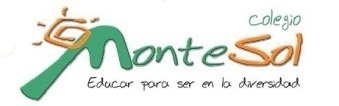 Colegio
MonteSol
Educar para ser en la diversidad